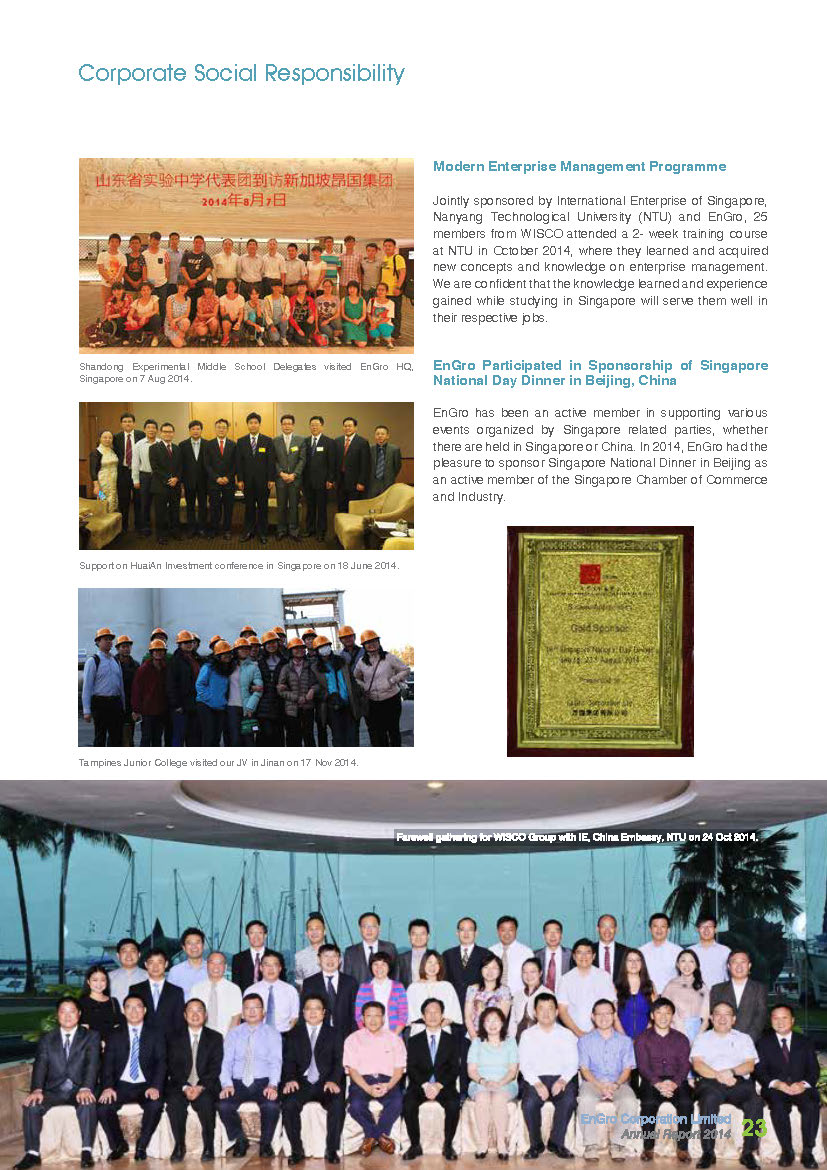 Corporate Social Responsibility
山东省实验中学代表团到访新加坡昂国集团
2014年8月7日
Shandong Experimental Middle School Delegates visited EnGro HQ,
Singapore on 7 Aug 2014.
Support on HuaiAn Investment conference in Singapore on 18 June 2014.
Tampines Junior College visited our JV in Jinan on 17 Nov 2014.
Modern Enterprise Management Programme
Jointly sponsored by International Enterprise of Singapore,
Nanyang Technological University (NTU) and EnGro, 25
members from WISCO attended a 2- week training course
at NTU in October 2014, where they learned and acquired
new concepts and knowledge on enterprise management.
We are confident that the knowledge learned and experience
gained while studying in Singapore will serve them well in
their respective jobs.
EnGro Participated in Sponsorship of Singapore
National Day Dinner in Beijing, China
EnGro has been an active member in supporting various
events organized by Singapore related parties, whether
there are held in Singapore or China. In 2014, EnGro had the
pleasure to sponsor Singapore National Dinner in Beijing as
an active member of the Singapore Chamber of Commerce
and Industry.
Gold Sponsor
Singapore National Day Dinner
August 2014
Presented to
EnGro Corporation Ltd
Farewell gathering for WISCO Group with IE, China Embassy, NTU on 24 Oct 2014.
EnGro Corporation Limited
Annual Report 2014
23